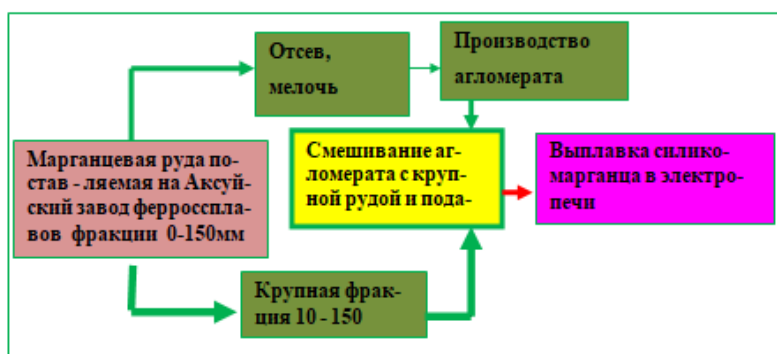 Отсев,
мелочь
Производство
агломерата
Марганцевая руда по-
став - ляемая на Аксуй-
ский завод ферросспла-
вов фракции 0-150мм
Смешивание аг-
ломерата с круп-
ной рудой и пода-
Выплавка силико-
марганца в электро-
печи
Крупная фрак-
ция 10 - 150